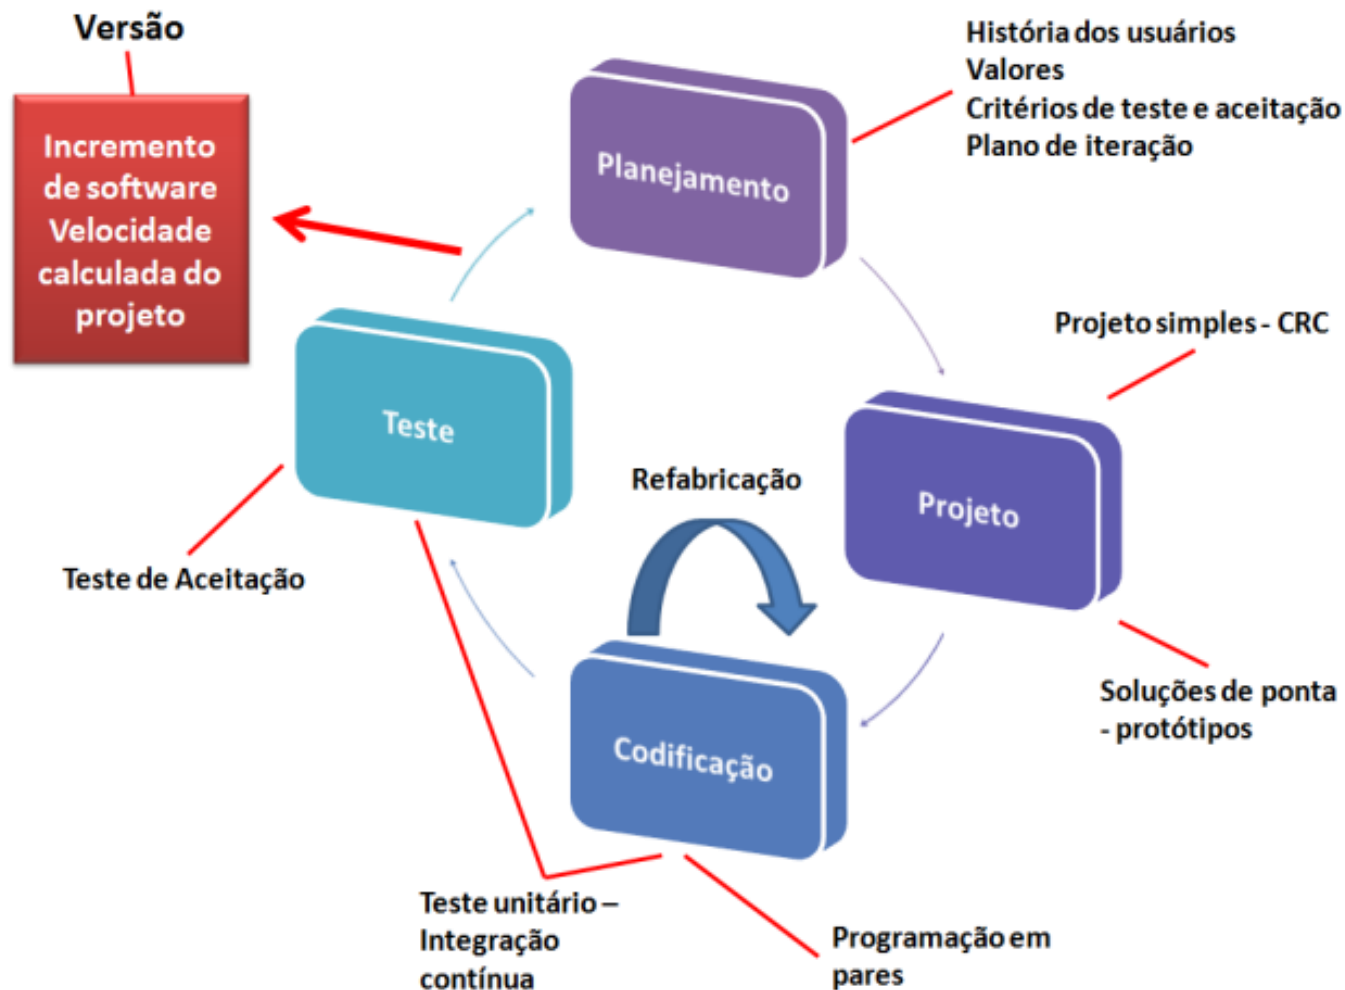 Versão
Incremento
de software
Velocidade
calculada do
projeto
História dos usuários
Valores
Critérios de teste e aceitação
Plano de iteração
Planejamento
Projeto simples - CRC
Teste
Refabricação
Projeto
Teste de Aceitação
Soluções de ponta
- protótipos
Codificação
Teste unitário –
Integração
contínua
Programação em
pares